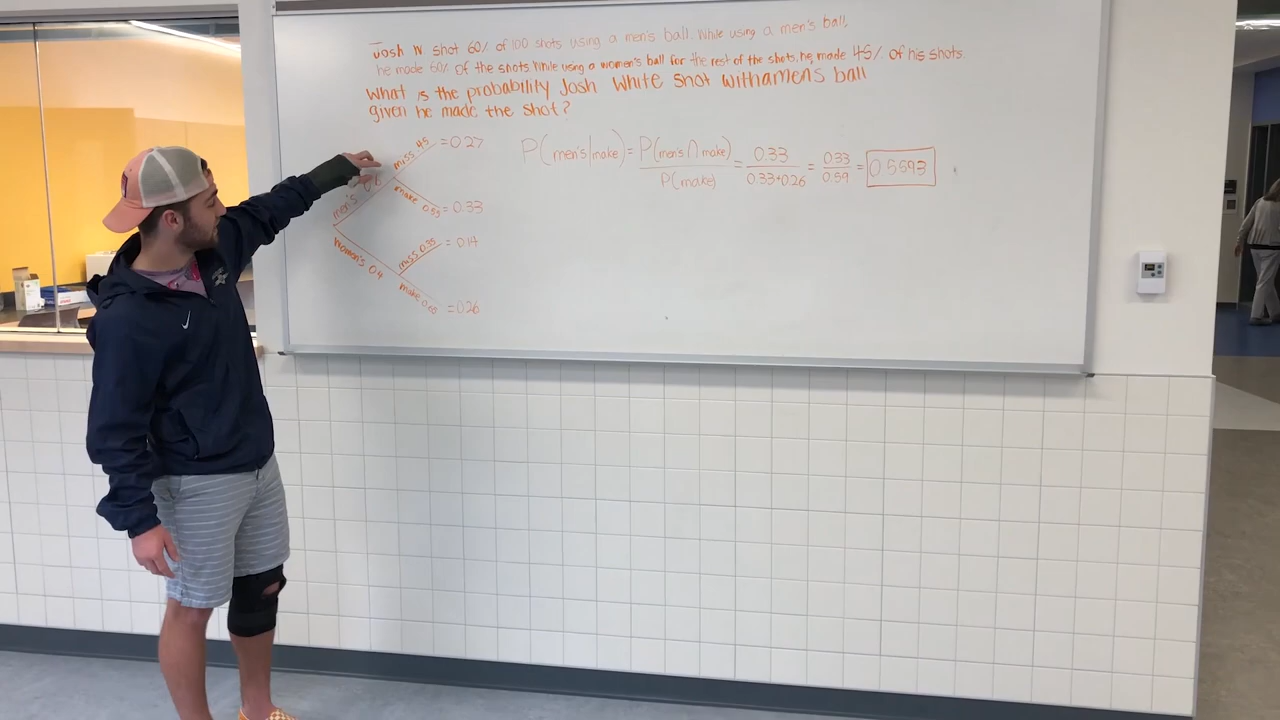 Josh W shot 60% of 100 shots using a men's ball. While using a men's ball,
he made 60% of the shots. While using a women's ball for the rest of the shots, he made 45% of his shots.
What is the probability Josh White shot with a mens ball
given he made the shot?
men's
miss .45 = 0.27
make 0.55 = 0.33
women's 0.4
miss 0.35 = 0.14
make 0.65 = 0.26
P(men's|make) = P(men's ∩ make) / P(make) = 0.33 / 0.33+0.26 = 0.33 / 0.59 = 0.5593